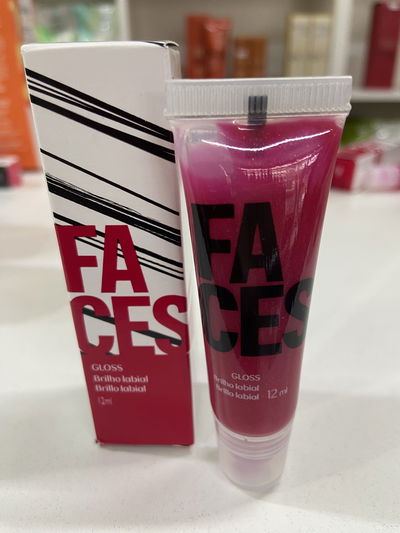 FA
CES
GLOSS
Brilho labial
Brillo labial
12ml
FA
CES
GLOSS
Brilho labial
Brillo labial 12 ml